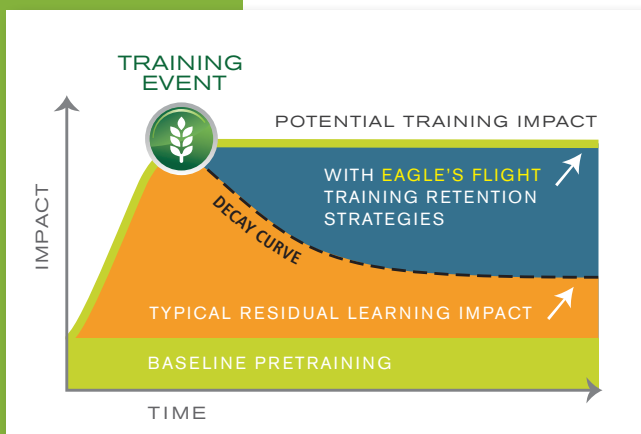 TRAINING
EVENT
POTENTIAL TRAINING IMPACT
WITH EAGLE'S FLIGHT
TRAINING RETENTION
STRATEGIES
DECAY CURVE
IMPACT
TYPICAL RESIDUAL LEARNING IMPACT
BASELINE PRETRAINING
TIME